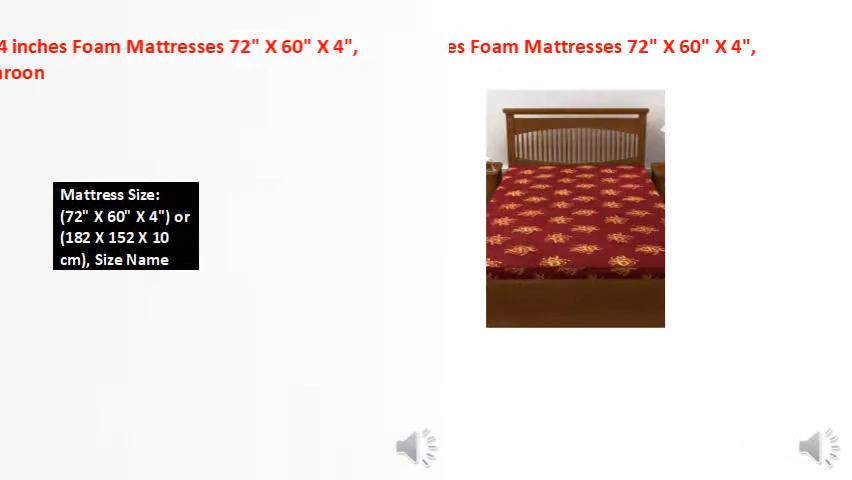 4 inches Foam Mattresses 72" X 60" X 4",
aroon
Mattress Size:
(72" X 60" X 4") or
(182 X 152 X 10
cm), Size Name
es Foam Mattresses 72" X 60" X 4",